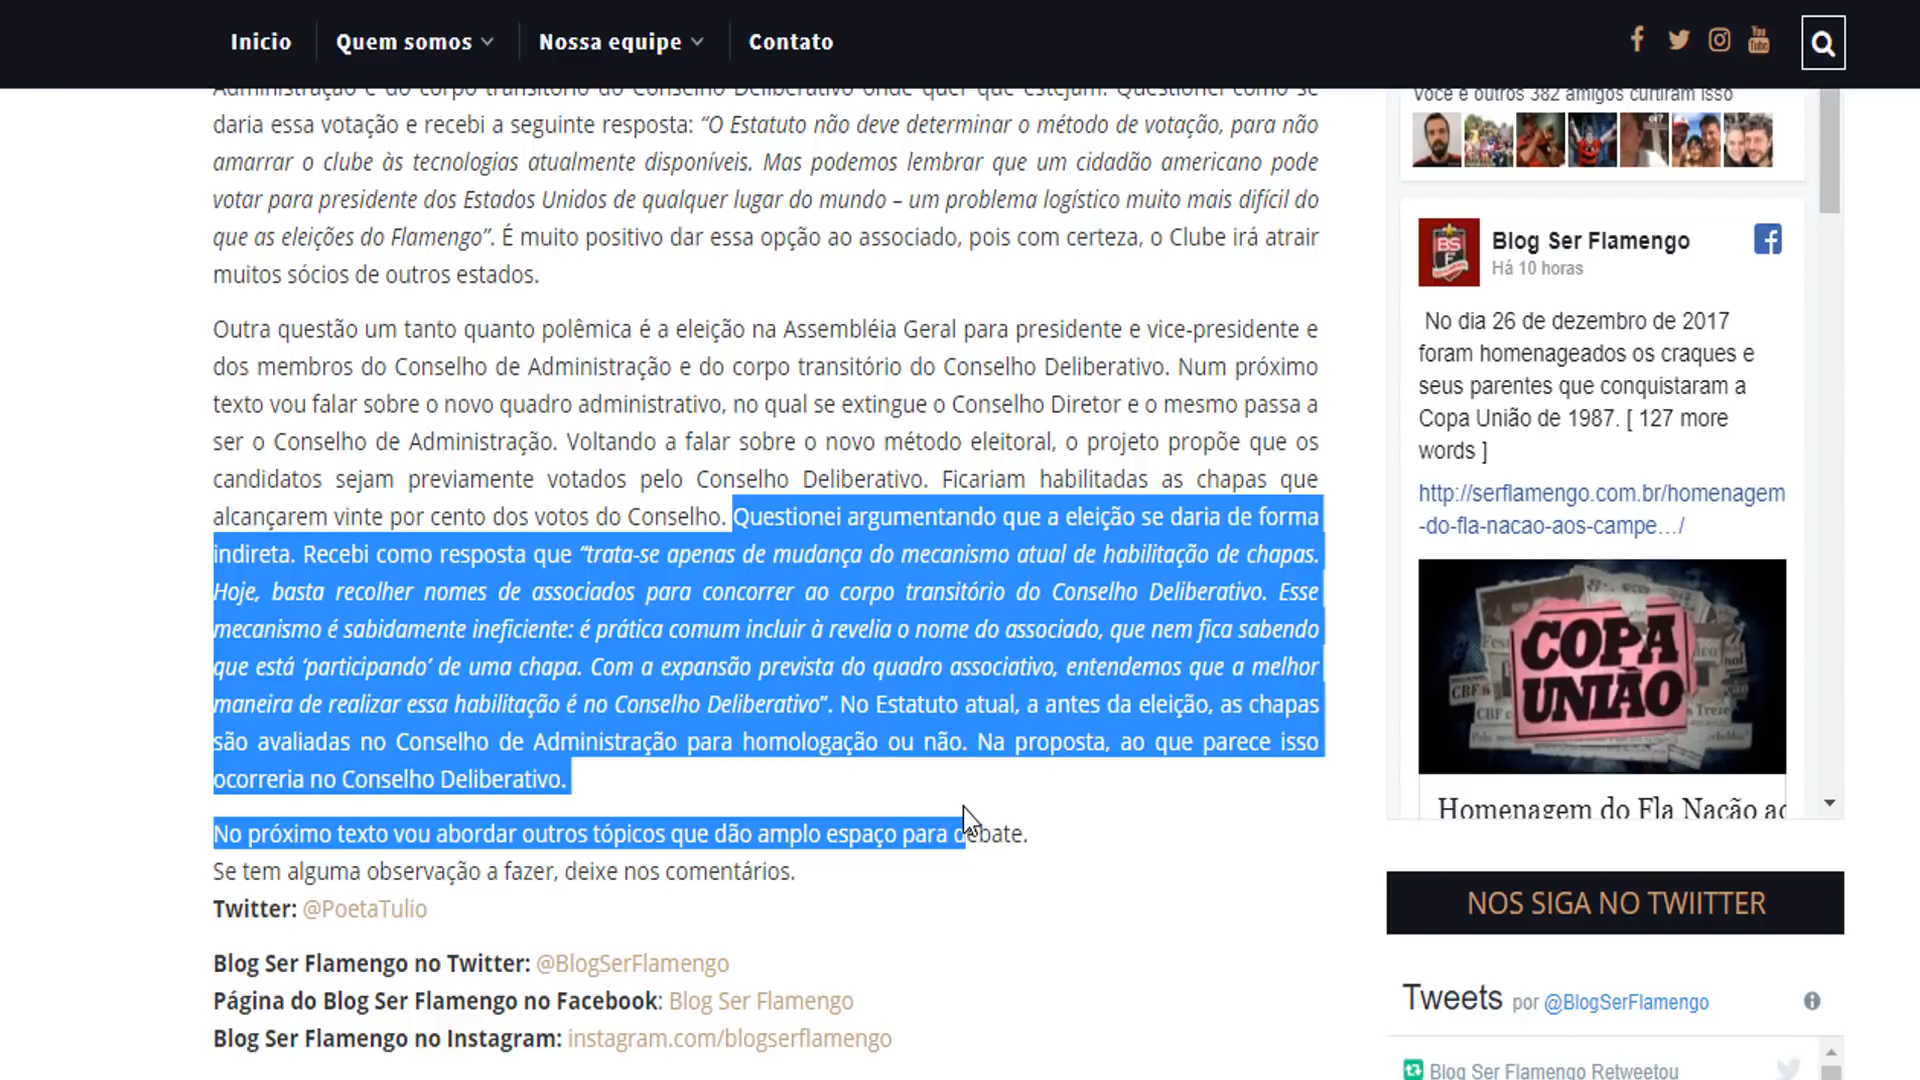 Inicio
Quem somos
Nossa equipe
Contato
Administração e do corpo transitório do Conselho Deliberativo onde quer que estejam. Questionei como se
daria essa votação e recebi a seguinte resposta: “O Estatuto não deve determinar o método de votação, para não
amarrar o clube às tecnologias atualmente disponíveis. Mas podemos lembrar que um cidadão americano pode
votar para presidente dos Estados Unidos de qualquer lugar do mundo – um problema logístico muito mais difícil do
que as eleições do Flamengo”. É muito positivo dar essa opção ao associado, pois com certeza, o Clube irá atrair
muitos sócios de outros estados.
Outra questão um tanto quanto polêmica é a eleição na Assembléia Geral para presidente e vice-presidente e
dos membros do Conselho de Administração e do corpo transitório do Conselho Deliberativo. Num próximo
texto vou falar sobre o novo quadro administrativo, no qual se extingue o Conselho Diretor e o mesmo passa a
ser o Conselho de Administração. Voltando a falar sobre o novo método eleitoral, o projeto propõe que os
candidatos sejam previamente votados pelo Conselho Deliberativo. Ficariam habilitadas as chapas que
alcançarem vinte por cento dos votos do Conselho. Questionei argumentando que a eleição se daria de forma
indireta. Recebi como resposta que “trata-se apenas de mudança do mecanismo atual de habilitação de chapas.
Hoje, basta recolher nomes de associados para concorrer ao corpo transitório do Conselho Deliberativo. Esse
mecanismo é sabidamente ineficiente: é prática comum incluir à revelia o nome do associado, que nem fica sabendo
que está ‘participando’ de uma chapa. Com a expansão prevista do quadro associativo, entendemos que a melhor
maneira de realizar essa habilitação é no Conselho Deliberativo”. No Estatuto atual, a antes da eleição, as chapas
são avaliadas no Conselho de Administração para homologação ou não. Na proposta, ao que parece isso
ocorreria no Conselho Deliberativo.
No próximo texto vou abordar outros tópicos que dão amplo espaço para debate.
Se tem alguma observação a fazer, deixe nos comentários.
Twitter: @PoetaTulio
Blog Ser Flamengo no Twitter: @BlogSerFlamengo
Página do Blog Ser Flamengo no Facebook: Blog Ser Flamengo
Blog Ser Flamengo no Instagram: instagram.com/blogserflamengo
Você e outros 382 amigos curtiram isso
Blog Ser Flamengo
Há 10 horas
No dia 26 de dezembro de 2017
foram homenageados os craques e
seus parentes que conquistaram a
Copa União de 1987. [ 127 more
words ]
http://serflamengo.com.br/homenagem
-do-fla-nacao-aos-campe…/
COPA
UNIÃO
Homenagem do Fla Nação ao
NOS SIGA NO TWIITTER
Tweets por @BlogSerFlamengo
Blog Ser Flamengo Retweetou